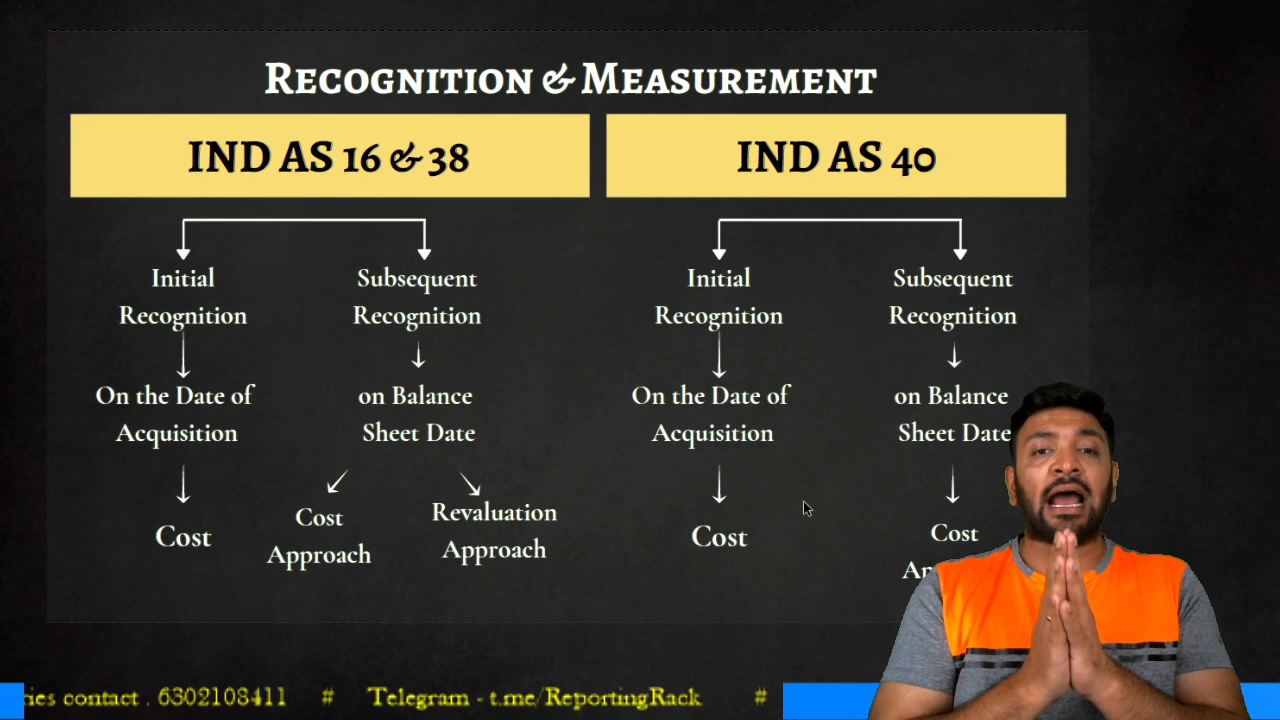 Recognition & Measurement
IND AS 16 & 38
IND AS 40
Initial
Recognition
Subsequent
Recognition
Initial
Recognition
Subsequent
Recognition
On the Date of
Acquisition
on Balance
Sheet Date
On the Date of
Acquisition
on Balance
Sheet Date
Cost
Cost
Approach
Revaluation
Approach
Cost
Cost
contact . 6302108411 # Telegram - t.me/ReportingRack #